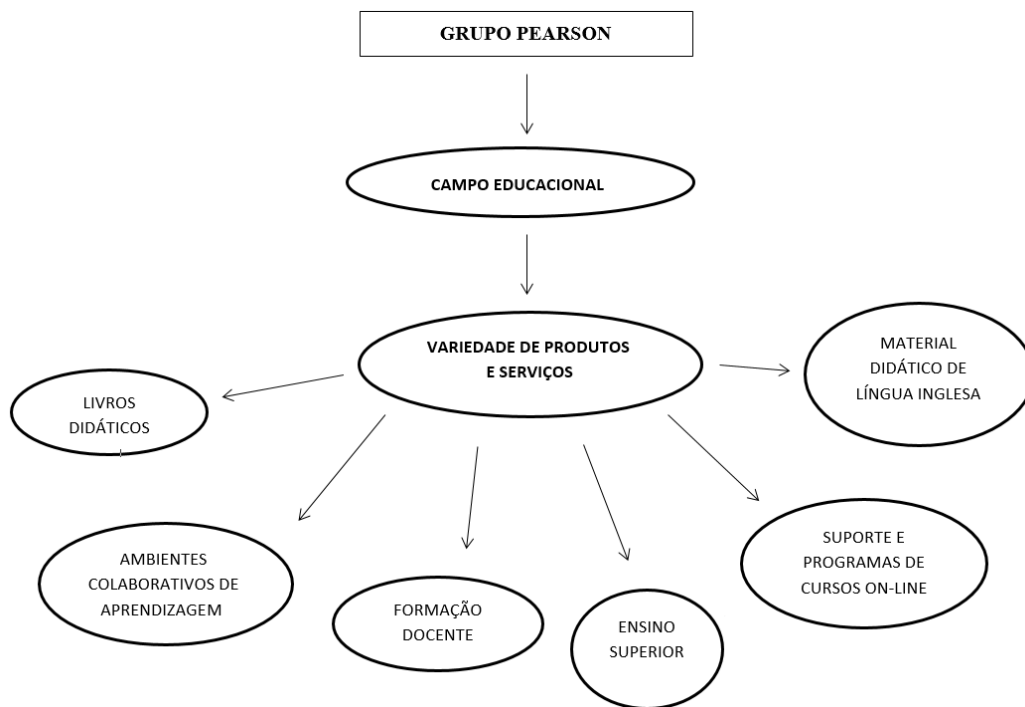 GRUPO PEARSON
CAMPO EDUCACIONAL
VARIEDADE DE PRODUTOS
E SERVIÇOS
MATERIAL
DIDÁTICO DE
LÍNGUA INGLESA
LIVROS
DIDÁTICOS
AMBIENTES
COLABORATIVOS DE
APRENDIZAGEM
FORMAÇÃO
DOCENTE
ENSINO
SUPERIOR
SUPORTE E
PROGRAMAS DE
CURSOS ON-LINE